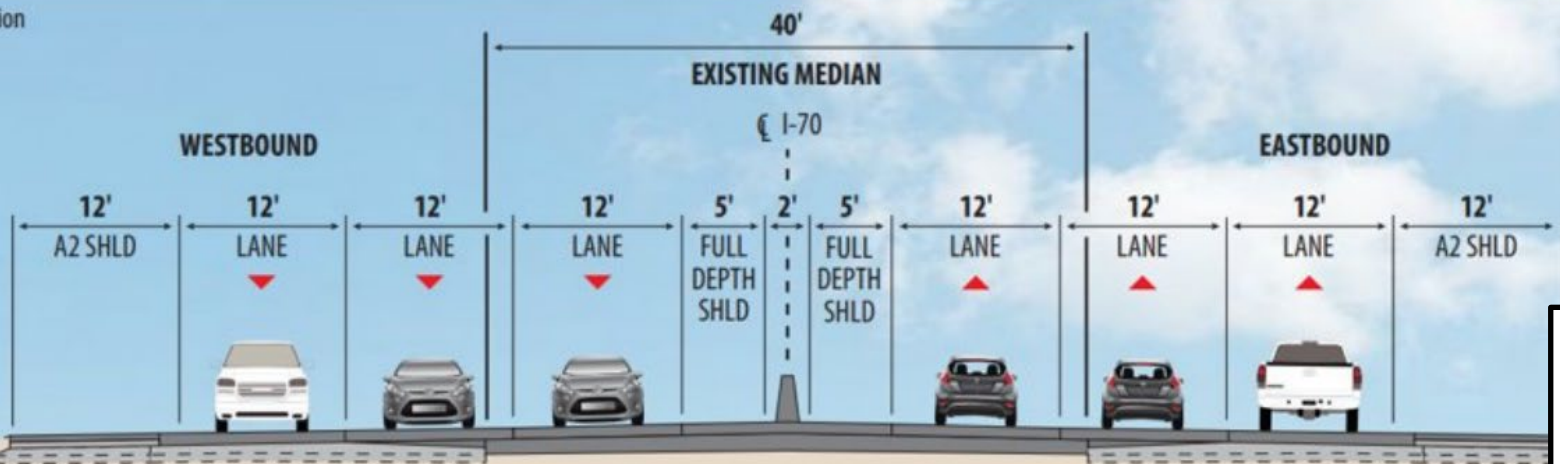 ion
40'
EXISTING MEDIAN
℄ I-70
WESTBOUND
EASTBOUND
12' 12' 12' 12' 5' 2' 5' 12' 12' 12' 12'
A2 SHLD LANE LANE LANE FULL DEPTH SHLD FULL DEPTH SHLD LANE LANE LANE A2 SHLD